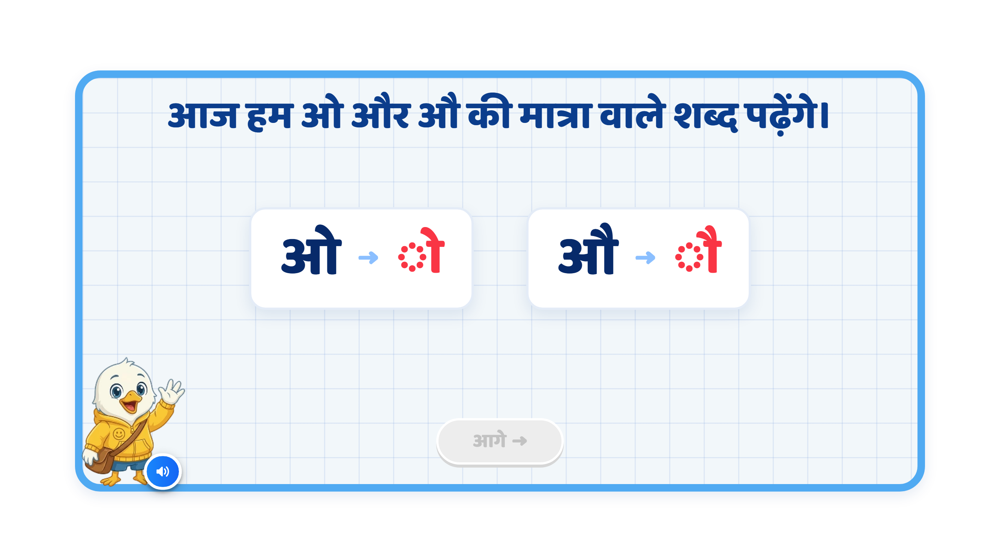 आज हम ओ और औ की मात्रा वाले शब्द पढ़ेंगे।
ओ → ो
औ → ौ
आगे →